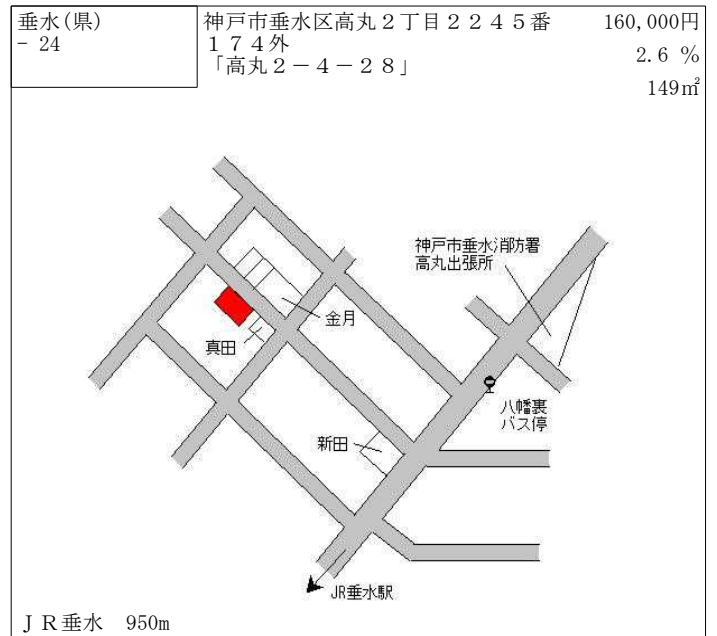 垂水(県)
- 24
神戸市垂水区高丸２丁目２２４５番
１７４外
「高丸２－４－２８」
160,000円
2.6 %
149㎡
神戸市垂水消防署
高丸出張所
金月
真田
八幡裏
バス停
新田
JR垂水駅
ＪＲ垂水 950m